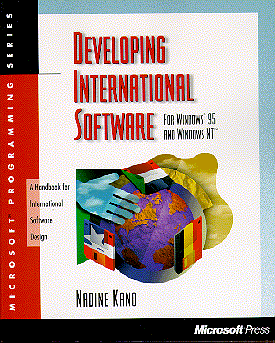 MICROSOFT® PROGRAMMING SERIES
DEVELOPING
INTERNATIONAL
SOFTWARE FOR WINDOWS® 95
AND WINDOWS NT™
A Handbook for
International
Software
Design
NADINE KANO
Microsoft Press